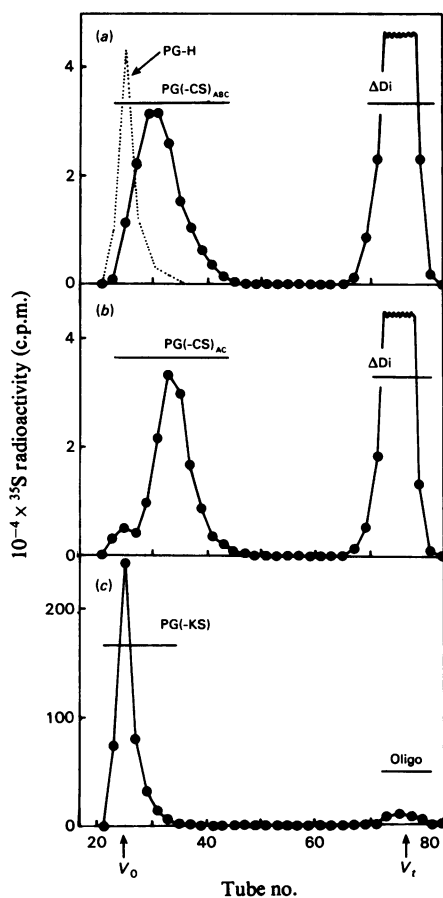 (a)
PG-H
PG(-CS)ABC
ΔDi
4
2
0
(b)
PG(-CS)AC
ΔDi
4
2
0
(c)
PG(-KS)
Oligo
200
100
0
20
40
60
80
V0
Vt
Tube no.
10−4 × 35S radioactivity (c.p.m.)